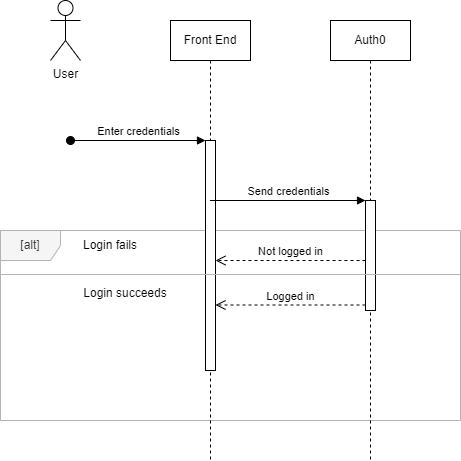 User
Front End
Auth0
Enter credentials
Send credentials
[alt]
Login fails
Not logged in
Login succeeds
Logged in